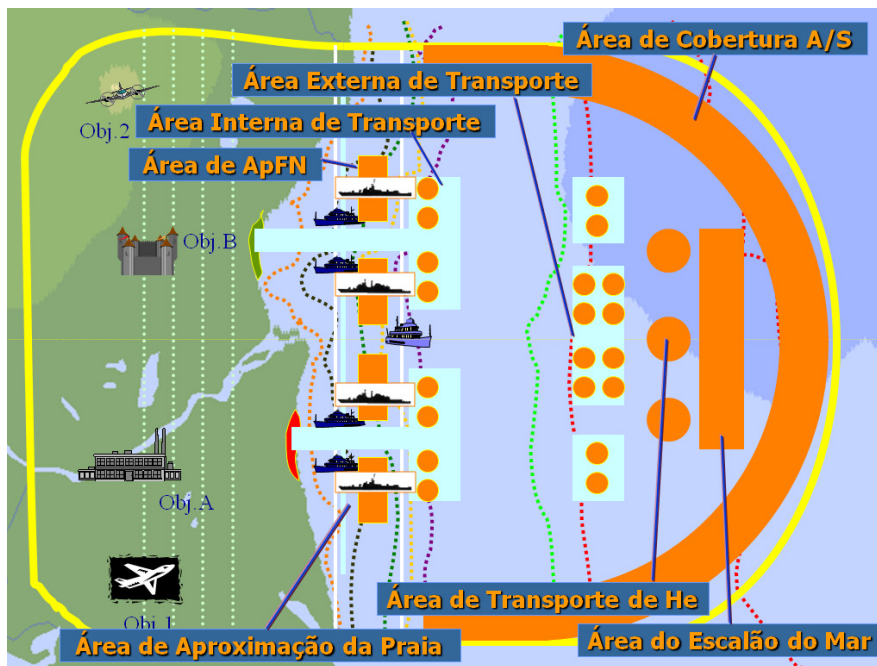 Área de Cobertura A/S
Área Externa de Transporte
Área Interna de Transporte
Obj.2
Área de ApFN
Obj.B
Obj.A
Obj.1
Área de Transporte de He
Área de Aproximação da Praia
Área do Escalão do Mar